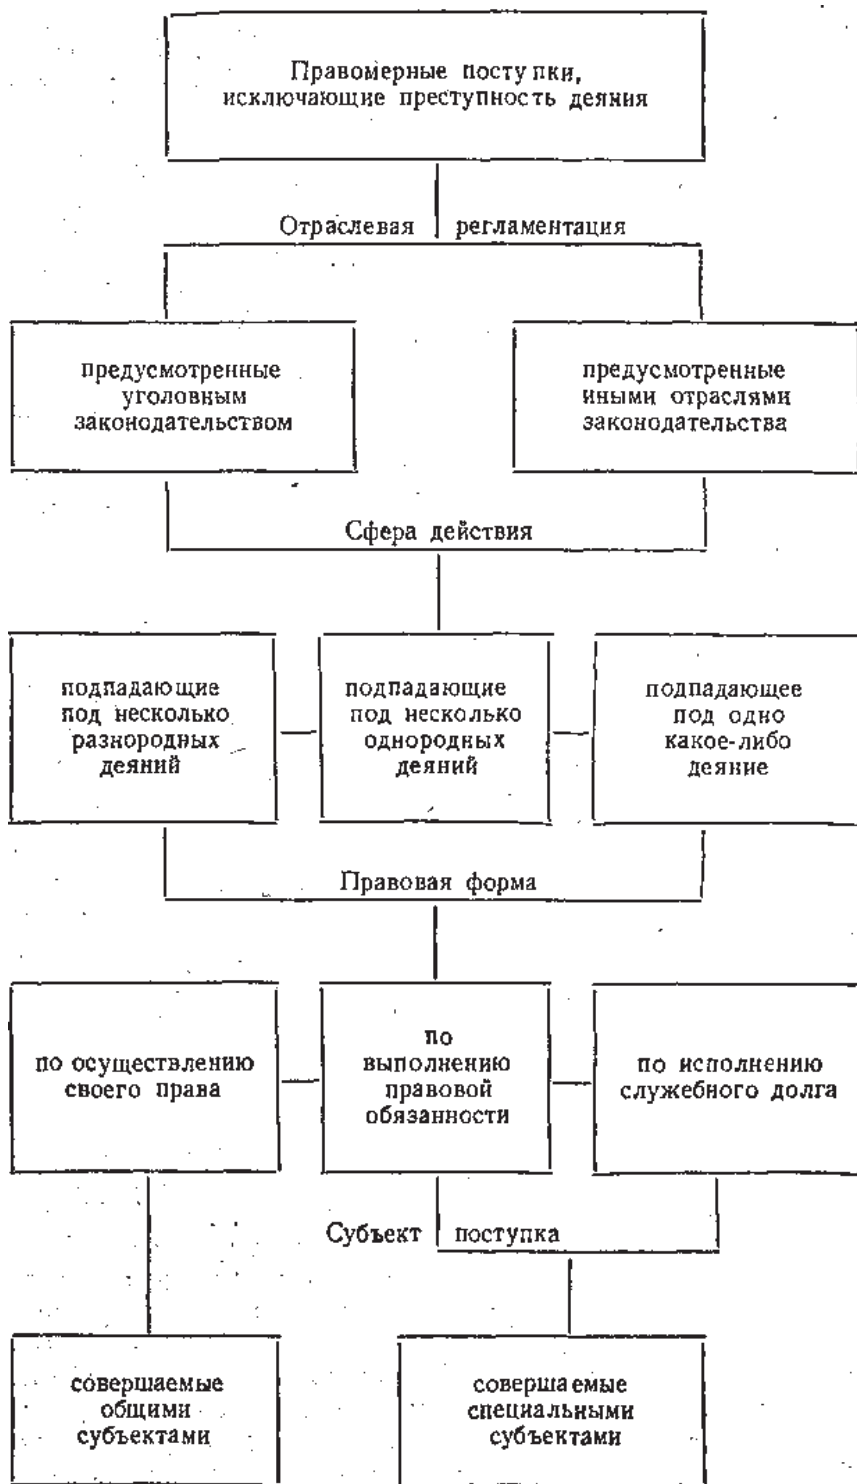 Правомерные поступки,
исключающие преступность деяния
Отраслевая регламентация
предусмотренные
уголовным
законодательством
предусмотренные
иными отраслями
законодательства
Сфера действия
подпадающие
под несколько
разнородных
деяний
подпадающие
под несколько
однородных
деяний
подпадающее
под одно
какое-либо
деяние
Правовая форма
по осуществлению
своего права
по
выполнению
правовой
обязанности
по исполнению
служебного долга
Субъект поступка
совершаемые
общими
субъектами
совершаемые
специальными
субъектами